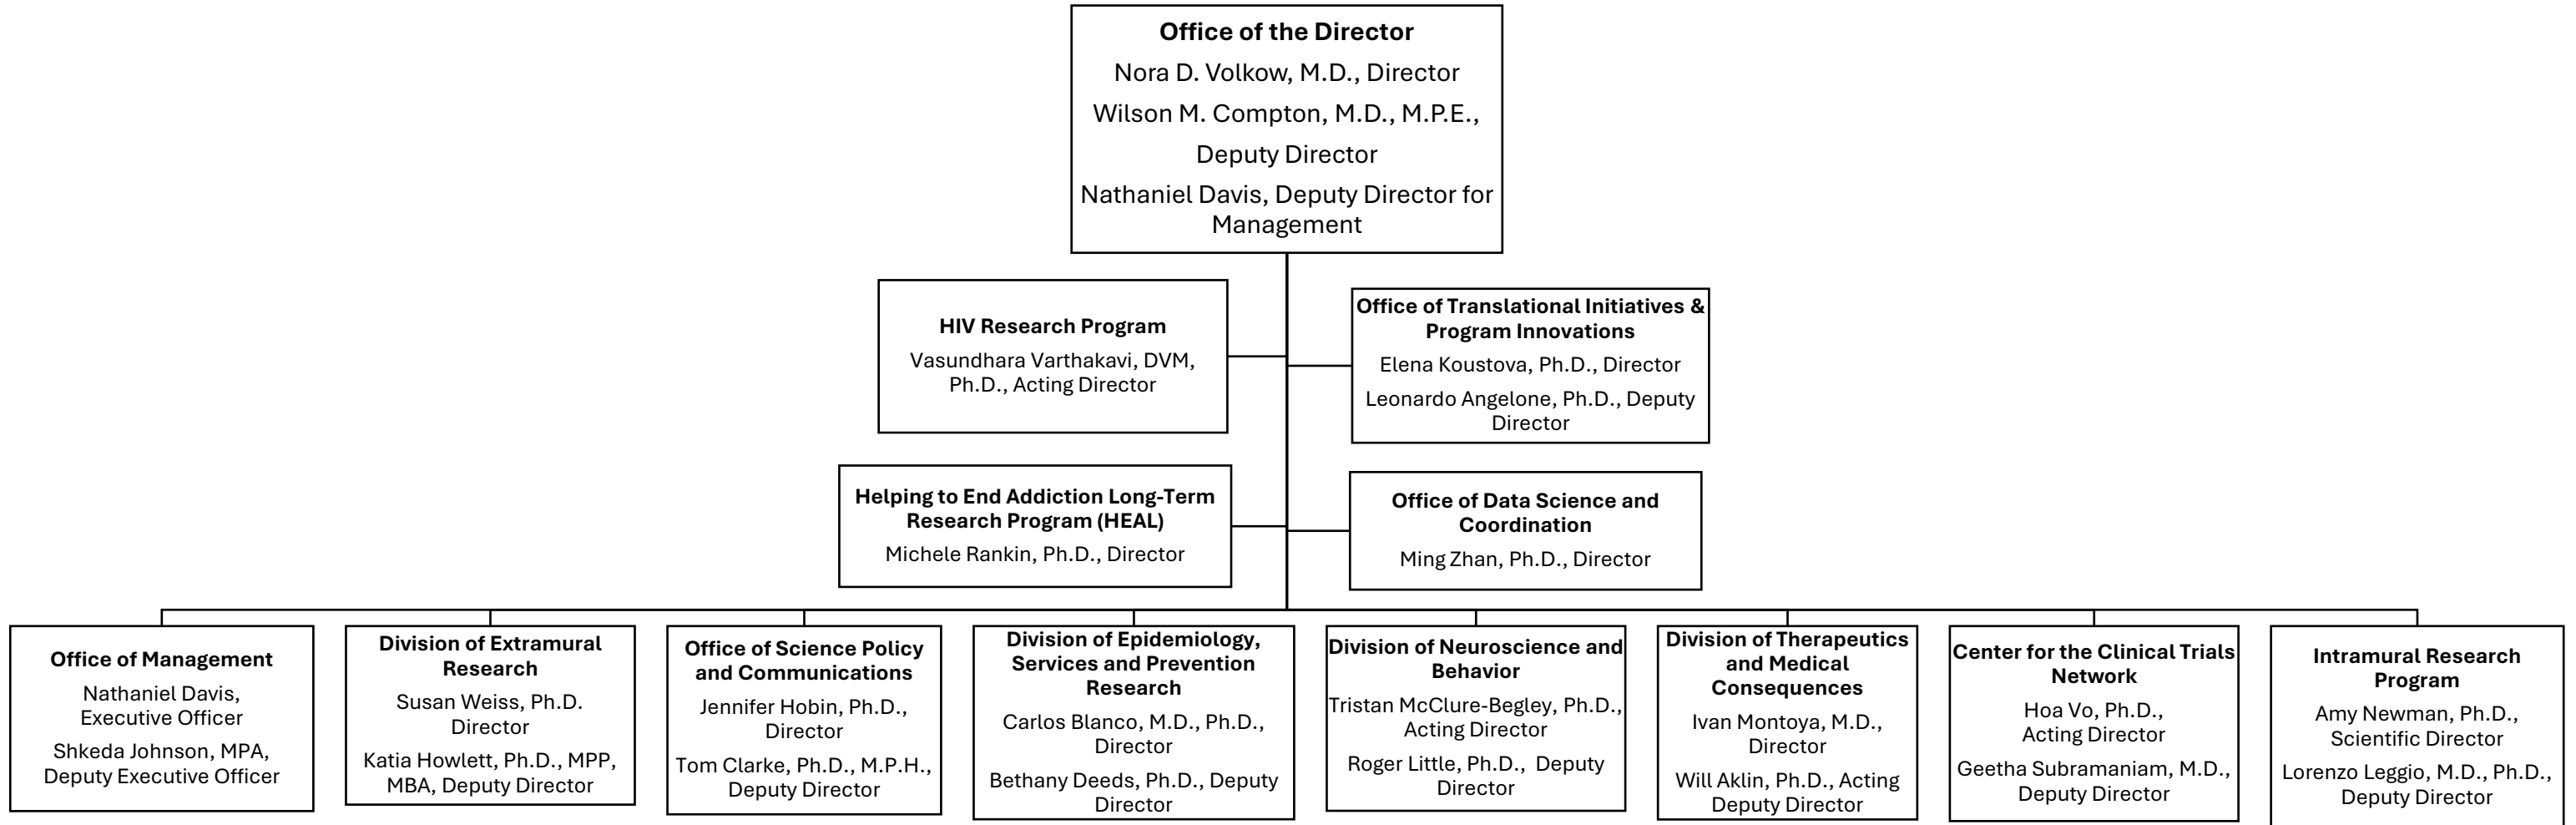 Office of the Director
Nora D. Volkow, M.D., Director
Wilson M. Compton, M.D., M.P.E.,
Deputy Director
Nathaniel Davis, Deputy Director for
Management
HIV Research Program
Vasundhara Varthakavi, DVM,
Ph.D., Acting Director
Office of Translational Initiatives &
Program Innovations
Elena Koustova, Ph.D., Director
Leonardo Angelone, Ph.D., Deputy
Director
Helping to End Addiction Long-Term
Research Program (HEAL)
Michele Rankin, Ph.D., Director
Office of Data Science and
Coordination
Ming Zhan, Ph.D., Director
Office of Management
Nathaniel Davis,
Executive Officer
Shkeda Johnson, MPA,
Deputy Executive Officer
Division of Extramural
Research
Susan Weiss, Ph.D.
Director
Katia Howlett, Ph.D., MPP,
MBA, Deputy Director
Office of Science Policy
and Communications
Jennifer Hobin, Ph.D.,
Director
Tom Clarke, Ph.D., M.P.H.,
Deputy Director
Division of Epidemiology,
Services and Prevention
Research
Carlos Blanco, M.D., Ph.D.,
Director
Bethany Deeds, Ph.D., Deputy
Director
Division of Neuroscience and
Behavior
Tristan McClure-Begley, Ph.D.,
Acting Director
Roger Little, Ph.D., Deputy
Director
Division of Therapeutics
and Medical
Consequences
Ivan Montoya, M.D.,
Director
Will Aklin, Ph.D., Acting
Deputy Director
Center for the Clinical Trials
Network
Hoa Vo, Ph.D.,
Acting Director
Geetha Subramaniam, M.D.,
Deputy Director
Intramural Research
Program
Amy Newman, Ph.D.,
Scientific Director
Lorenzo Leggio, M.D., Ph.D.,
Deputy Director